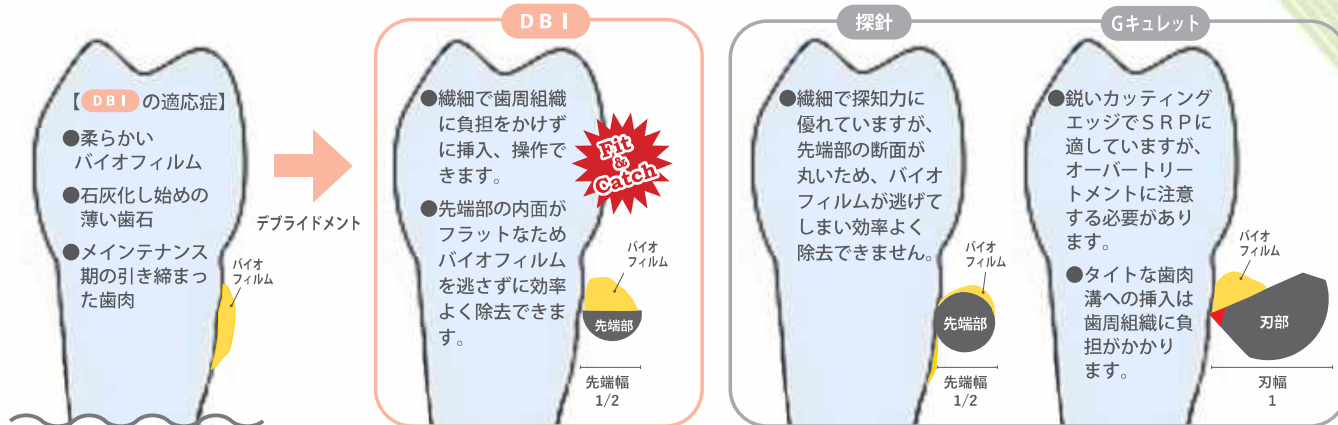 【DBIの適応症】
●柔らかい
バイオフィルム
●石灰化し始めの
薄い歯石
●メインテナンス
期の引き締まっ
た歯肉
バイオ
フィルム
デブライドメント
DBI
●繊細で歯周組織
に負担をかけず
に挿入、操作で
きます。
●先端部の内面が
フラットなため
バイオフィルム
を逃さずに効率
よく除去できま
す。
Fit
&
Catch
バイオ
フィルム
先端部
先端幅
1/2
探針
●繊細で探知力に
優れていますが、
先端部の断面が
丸いため、バイオ
フィルムが逃げて
しまい効率よく
除去できません。
バイオ
フィルム
先端部
先端幅
1/2
Gキュレット
●鋭いカッティング
エッジでSRPに
適していますが、
オーバートリー
トメントに注意
する必要があり
ます。
●タイトな歯肉
溝への挿入は
歯周組織に負
担がかかり
ます。
バイオ
フィルム
刃部
刃幅
1